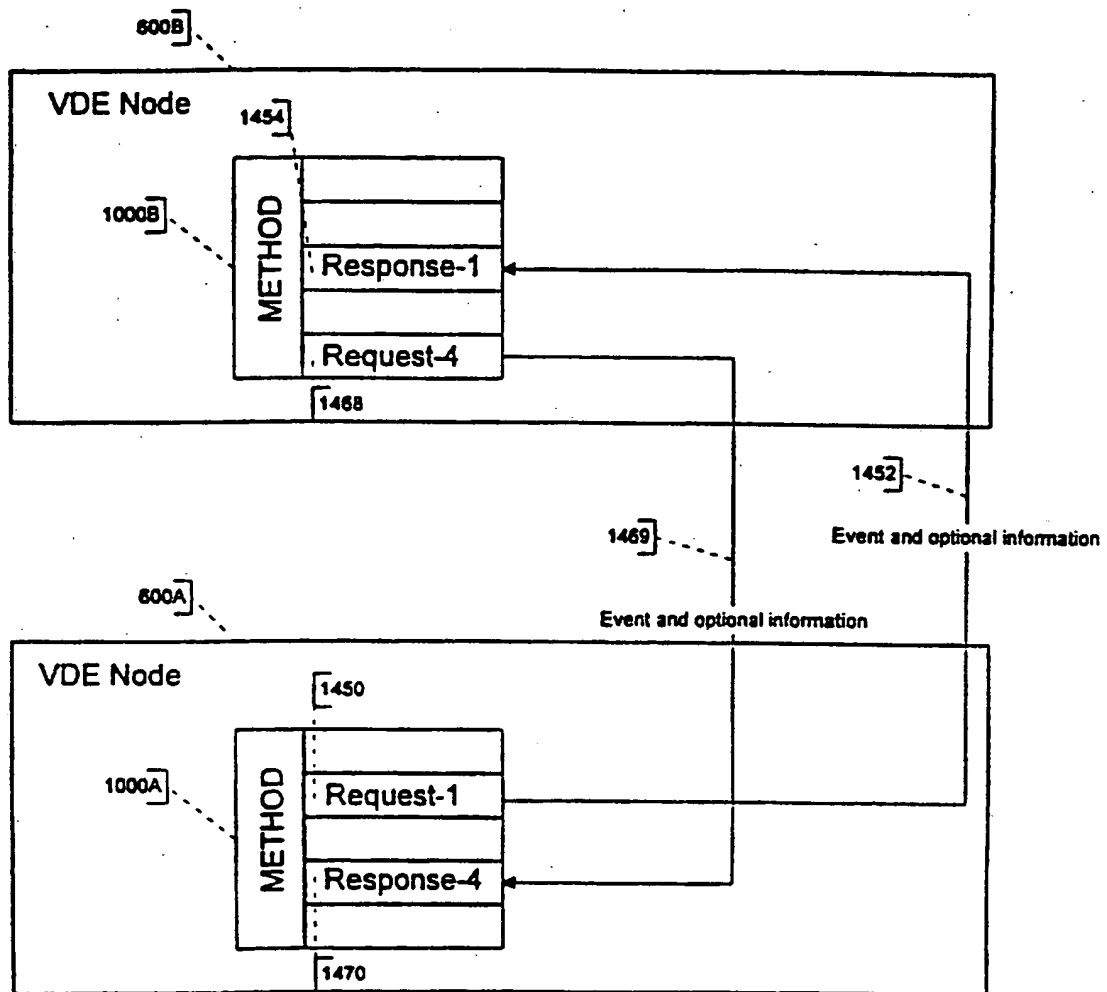 600B
VDE Node
1454
1000B
METHOD
Response-1
Request-4
1468
1452
Event and optional information
1469
600A
Event and optional information
VDE Node
1450
1000A
METHOD
Request-1
Response-4
1470